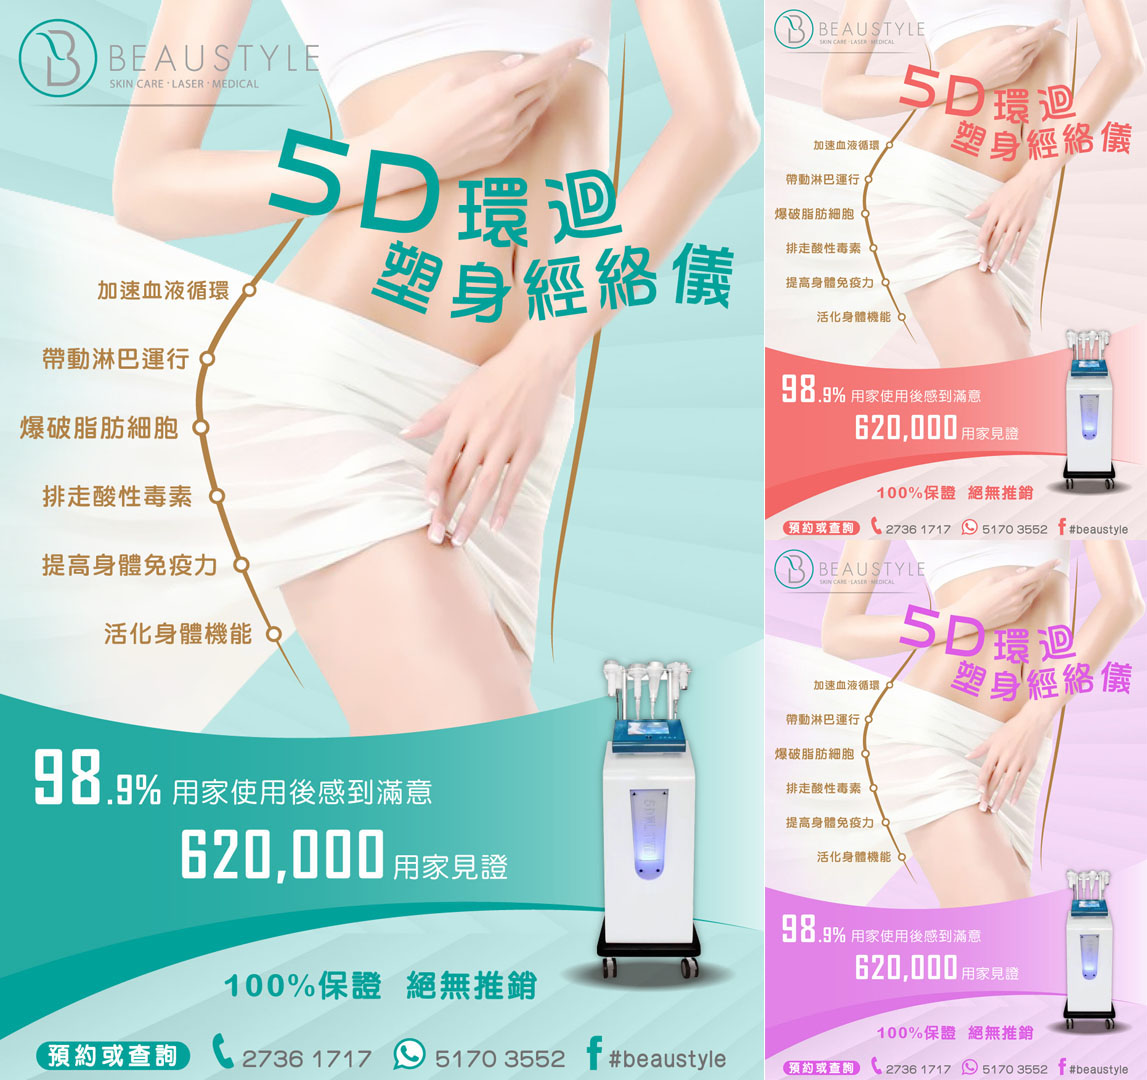 BEAUSTYLE
SKIN CARE · LASER · MEDICAL
5D環迴
塑身經絡儀
加速血液循環
帶動淋巴運行
爆破脂肪細胞
排走酸性毒素
提高身體免疫力
活化身體機能
98.9% 用家使用後感到滿意
620,000 用家見證
100%保證 絕無推銷
預約或查詢 2736 1717 5170 3552 #beaustyle
BEAUSTYLE
SKIN CARE · LASER · MEDICAL
5D環迴
塑身經絡儀
加速血液循環
帶動淋巴運行
爆破脂肪細胞
排走酸性毒素
提高身體免疫力
活化身體機能
98.9% 用家使用後感到滿意
620,000 用家見證
100%保證 絕無推銷
預約或查詢 2736 1717 5170 3552 #beaustyle
BEAUSTYLE
SKIN CARE · LASER · MEDICAL
5D環迴
塑身經絡儀
加速血液循環
帶動淋巴運行
爆破脂肪細胞
排走酸性毒素
提高身體免疫力
活化身體機能
98.9% 用家使用後感到滿意
620,000 用家見證
100%保證 絕無推銷
預約或查詢 2736 1717 5170 3552 #beaustyle